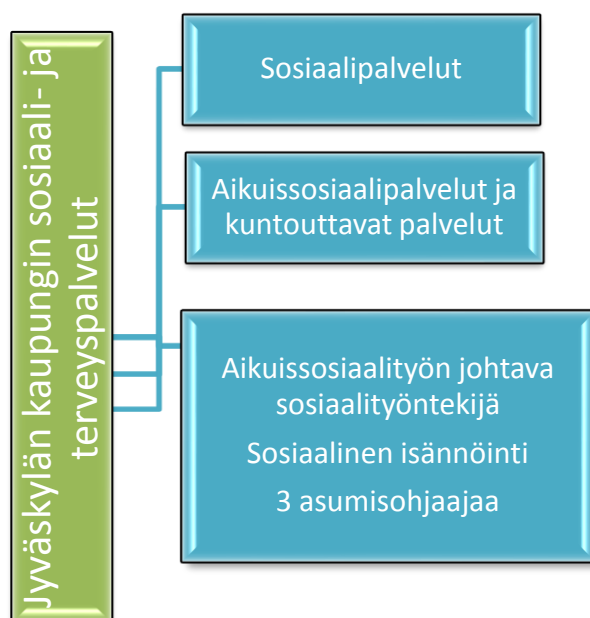 Jyväskylän kaupungin sosiaali- ja
terveyspalvelut
Sosiaalipalvelut
Aikuissosiaalipalvelut ja
kuntouttavat palvelut
Aikuissosiaalityön johtava
sosiaalityöntekijä
Sosiaalinen isännöinti
3 asumisohjaajaa